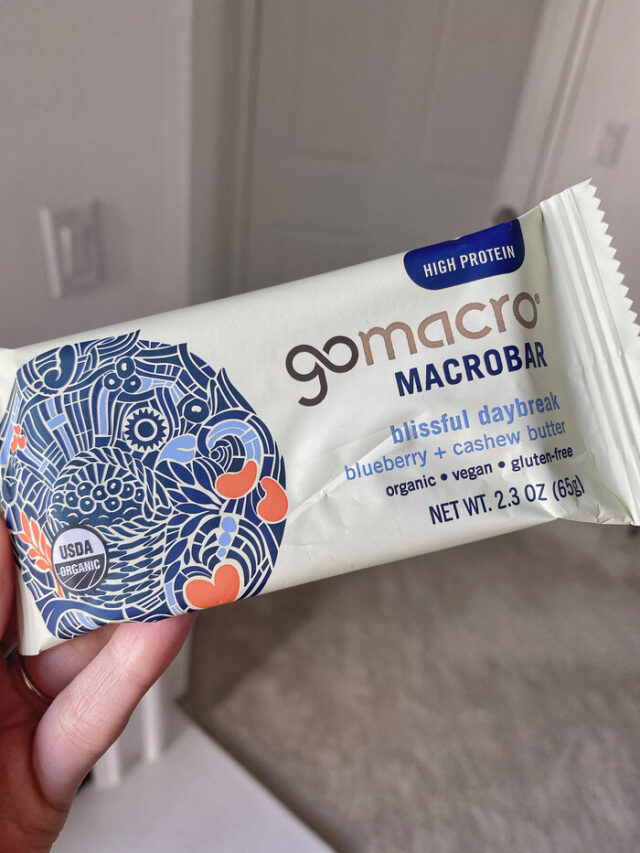 HIGH PROTEIN
gomacro®
MACROBAR
blissful daybreak
blueberry + cashew butter
organic • vegan • gluten-free
NET WT. 2.3 OZ (65g)
USDA
ORGANIC